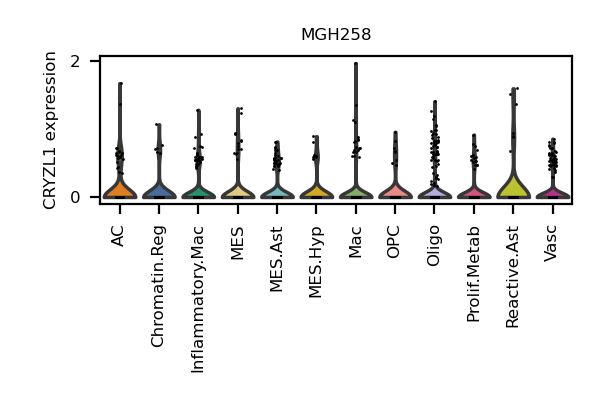 MGH258
CRYZL1 expression
2
0
AC
Chromatin.Reg
Inflammatory.Mac
MES
MES.Ast
MES.Hyp
Mac
OPC
Oligo
Prolif.Metab
Reactive.Ast
Vasc